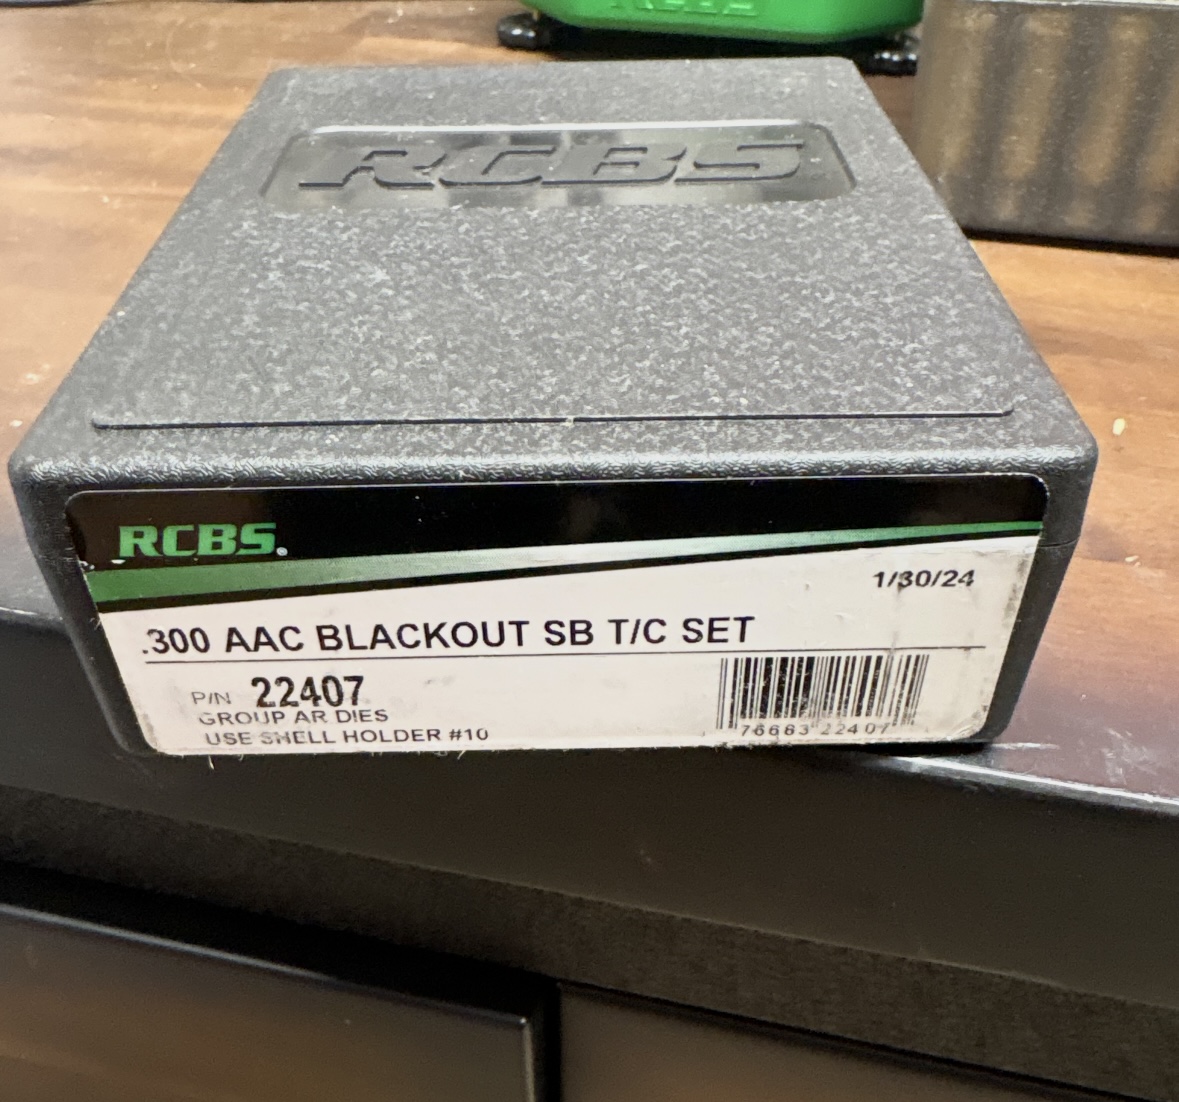 RCBS
RCBS
RCBS.
1/30/24
.300 AAC BLACKOUT SB T/C SET
P/N 22407
GROUP AR DIES
USE SHELL HOLDER #10
76683 22407